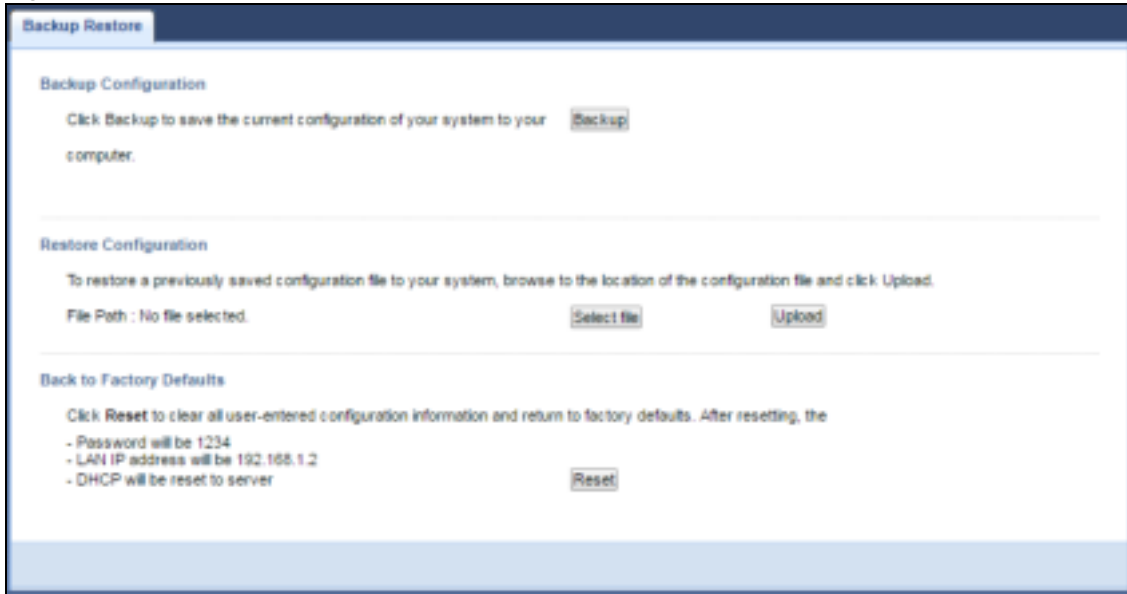 Backup Restore
Backup Configuration
Click Backup to save the current configuration of your system to your
Backup
computer.
Restore Configuration
To restore a previously saved configuration file to your system, browse to the location of the configuration file and click Upload.
File Path : No file selected.
Select file
Upload
Back to Factory Defaults
Click Reset to clear all user-entered configuration information and return to factory defaults. After resetting, the
- Password will be 1234
- LAN IP address will be 192.168.1.2
- DHCP will be reset to server
Reset